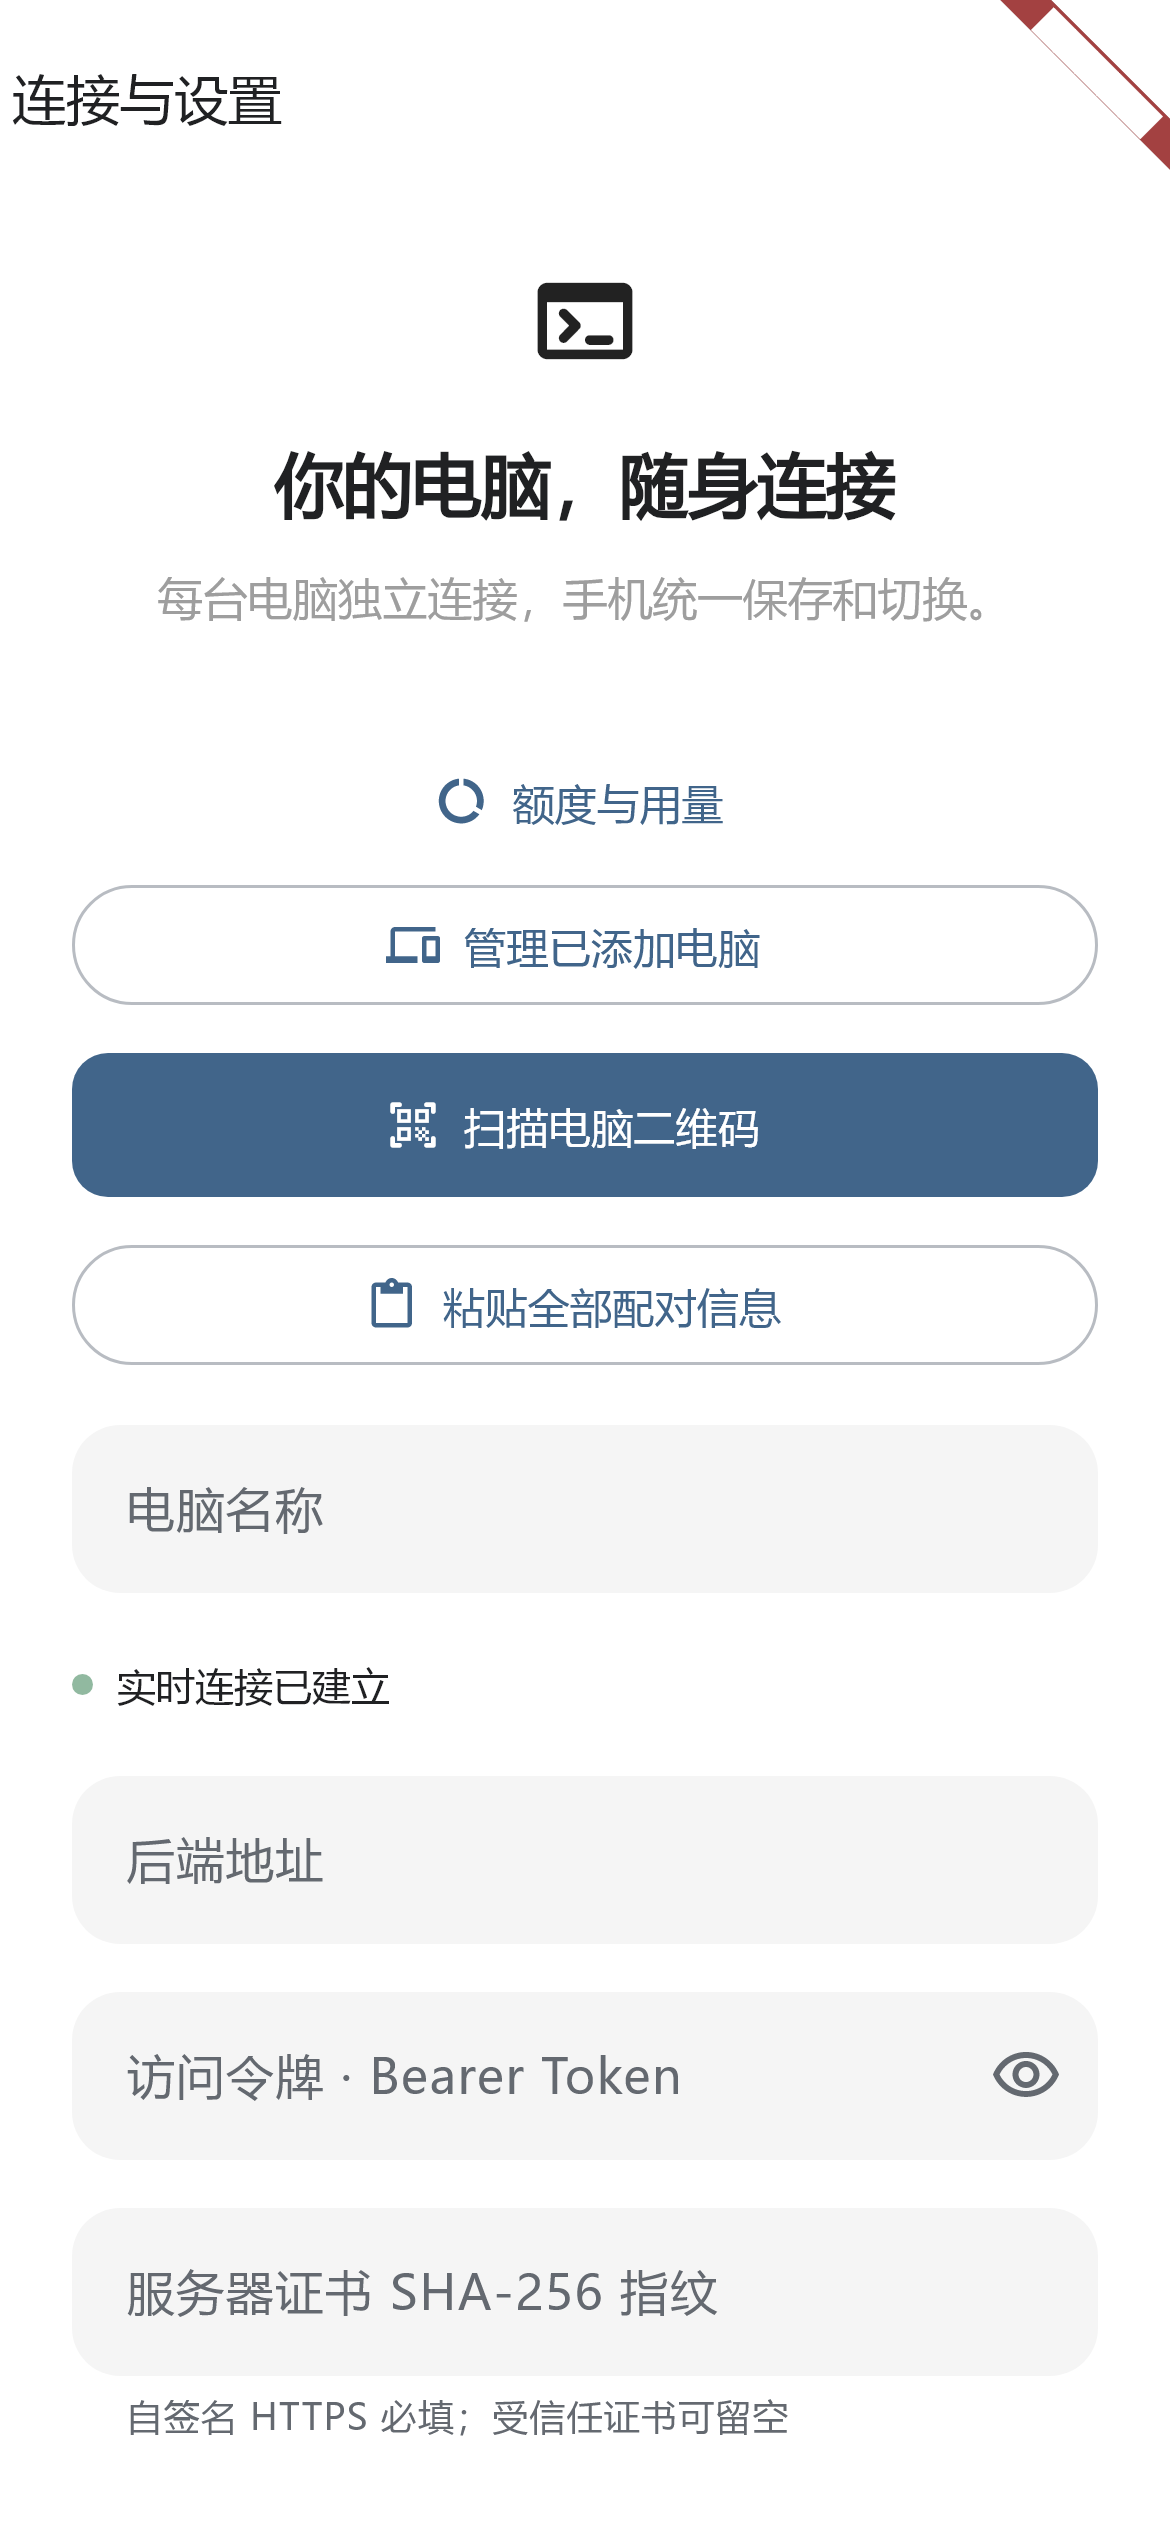 连接与设置
你的电脑，随身连接
每台电脑独立连接，手机统一保存和切换。
额度与用量
管理已添加电脑
扫描电脑二维码
粘贴全部配对信息
电脑名称
实时连接已建立
后端地址
访问令牌 · Bearer Token
服务器证书 SHA-256 指纹
自签名 HTTPS 必填；受信任证书可留空